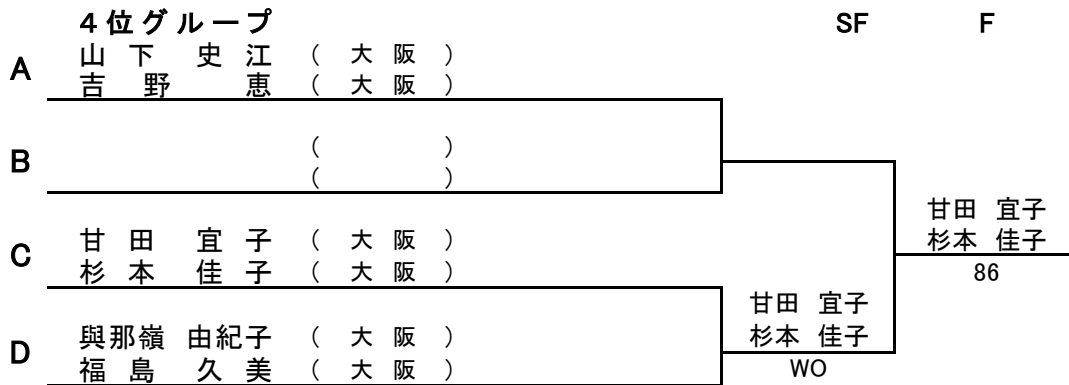 4位グループ SF F
A 山下 史江 ( 大阪 )
吉野 恵 ( 大阪 )
B ( )
( )
C 甘田 宜子 ( 大阪 )
杉本 佳子 ( 大阪 )
甘田 宜子
杉本 佳子
86
D 與那嶺 由紀子 ( 大阪 )
福島 久美 ( 大阪 )
甘田 宜子
杉本 佳子
WO